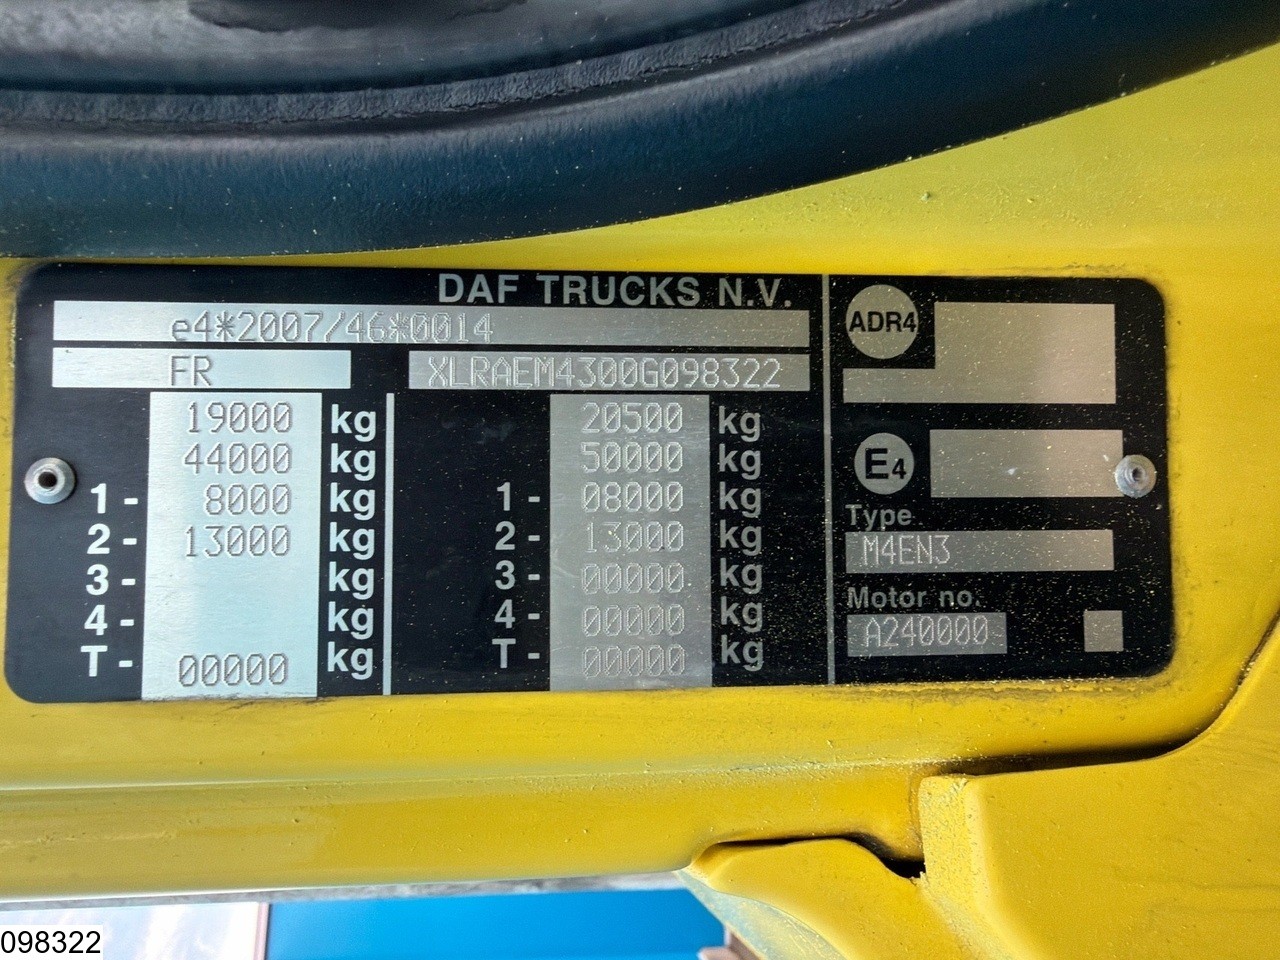 DAF TRUCKS N.V.
e4*2007/46*0014
FR XLRAEM4300G098322
19000 kg 20500 kg
44000 kg 50000 kg
1- 8000 kg 1- 08000 kg
2- 13000 kg 2- 13000 kg
3- kg 3- 00000 kg
4- kg 4- 00000 kg
T- 00000 kg T- 00000 kg
ADR4
E4
Type
M4EN3
Motor no.
A240000
098322